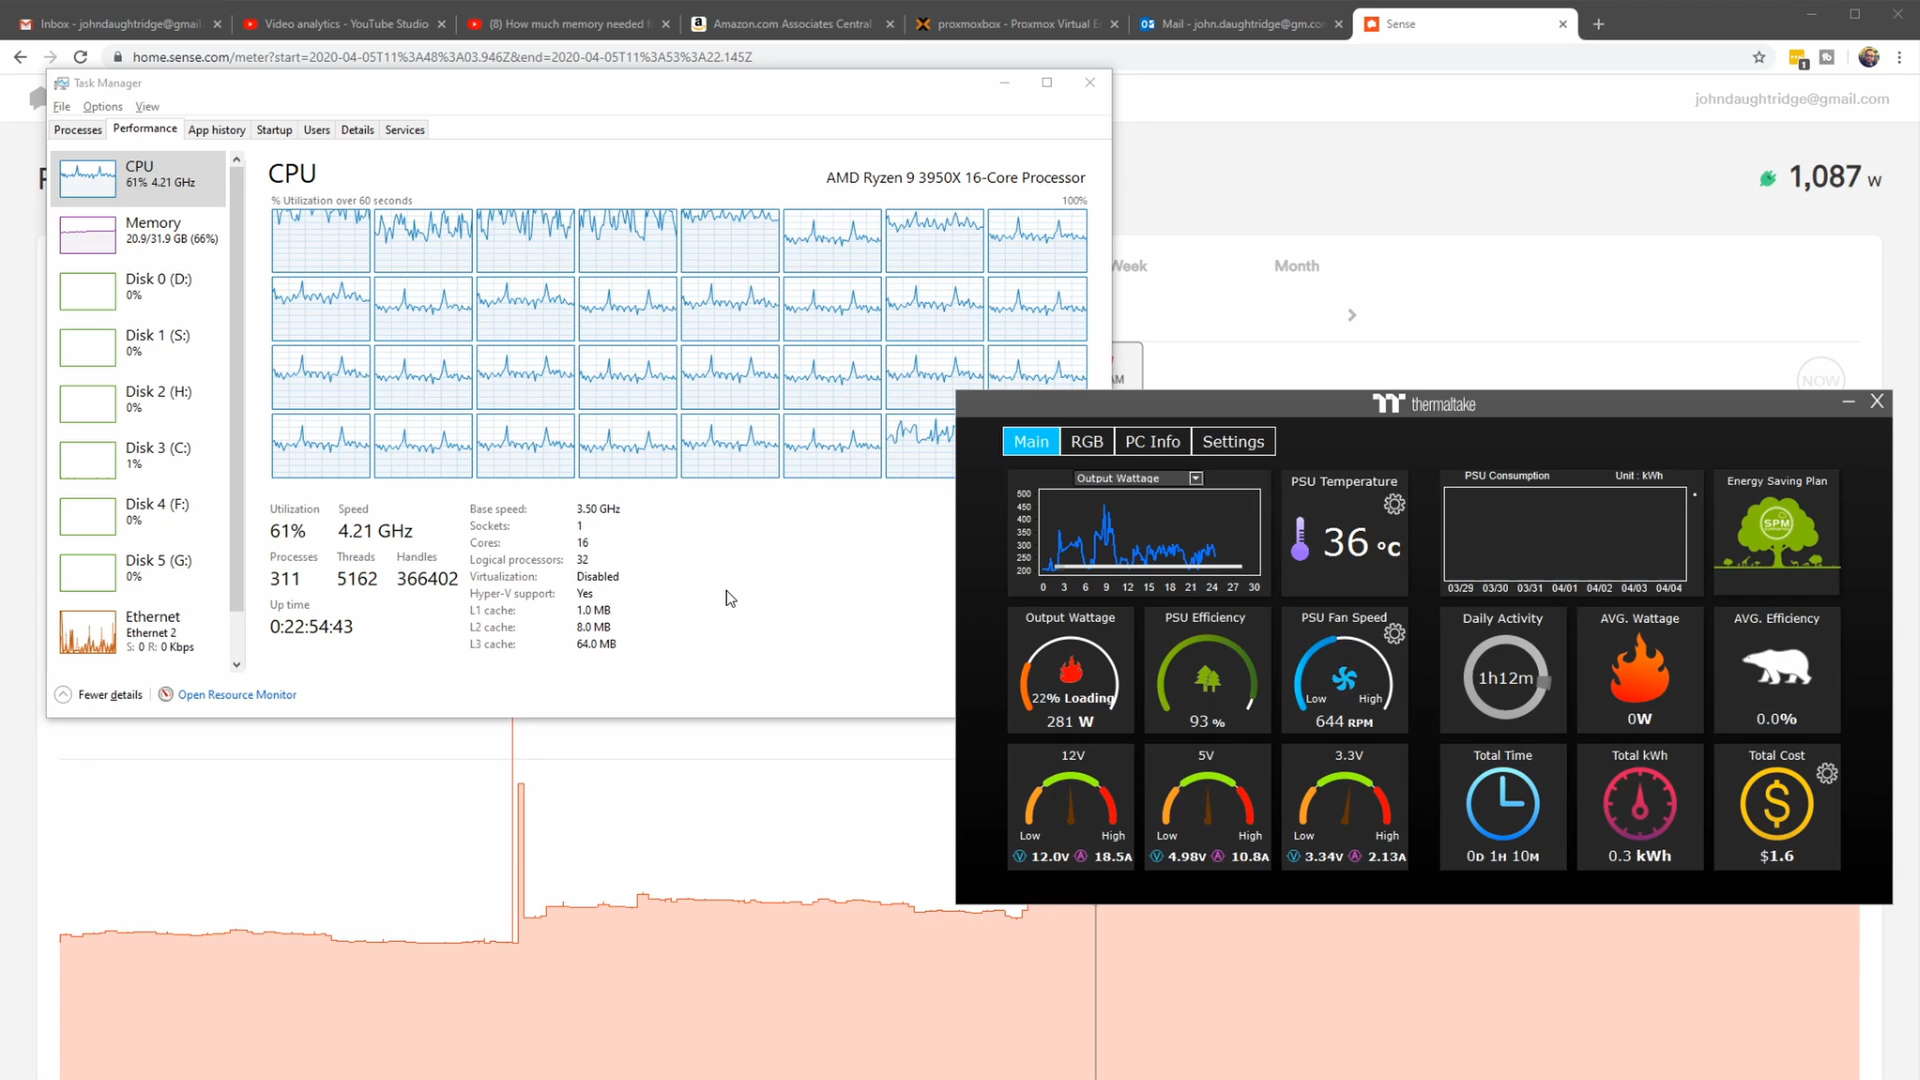 Inbox - johndaughtridge@gmail
Video analytics - YouTube Studio
(8) How much memory needed f
Amazon.com Associates Central
proxmoxbox - Proxmox Virtual E
Mail - john.daughtridge@gm.com
Sense
home.sense.com/meter?start=2020-04-05T11%3A48%3A03.946Z&end=2020-04-05T11%3A53%3A22.145Z
johndaughtridge@gmail.com
1,087 w
Week
Month
AM
NOW
Task Manager
File Options View
Processes Performance App history Startup Users Details Services
CPU
61% 4.21 GHz
Memory
20.9/31.9 GB (66%)
Disk 0 (D:)
0%
Disk 1 (S:)
0%
Disk 2 (H:)
0%
Disk 3 (C:)
1%
Disk 4 (F:)
0%
Disk 5 (G:)
0%
Ethernet
Ethernet 2
S: 0 R: 0 Kbps
CPU
AMD Ryzen 9 3950X 16-Core Processor
% Utilization over 60 seconds
100%
Utilization Speed
61% 4.21 GHz
Processes Threads Handles
311 5162 366402
Up time
0:22:54:43
Base speed: 3.50 GHz
Sockets: 1
Cores: 16
Logical processors: 32
Virtualization: Disabled
Hyper-V support: Yes
L1 cache: 1.0 MB
L2 cache: 8.0 MB
L3 cache: 64.0 MB
Fewer details
Open Resource Monitor
thermaltake
Main RGB PC Info Settings
Output Wattage
500
450
400
350
300
250
200
0 3 6 9 12 15 18 21 24 27 30
PSU Temperature
36 °C
PSU Consumption Unit : kWh
03/29 03/30 03/31 04/01 04/02 04/03 04/04
Energy Saving Plan
SPM
Output Wattage
22% Loading
281 W
PSU Efficiency
93 %
PSU Fan Speed
Low High
644 RPM
Daily Activity
1h12m
AVG. Wattage
0W
AVG. Efficiency
0.0%
12V
Low High
V 12.0V A 18.5A
5V
Low High
V 4.98V A 10.8A
3.3V
Low High
V 3.34V A 2.13A
Total Time
0D 1H 10M
Total kWh
0.3 kWh
Total Cost
$
$1.6